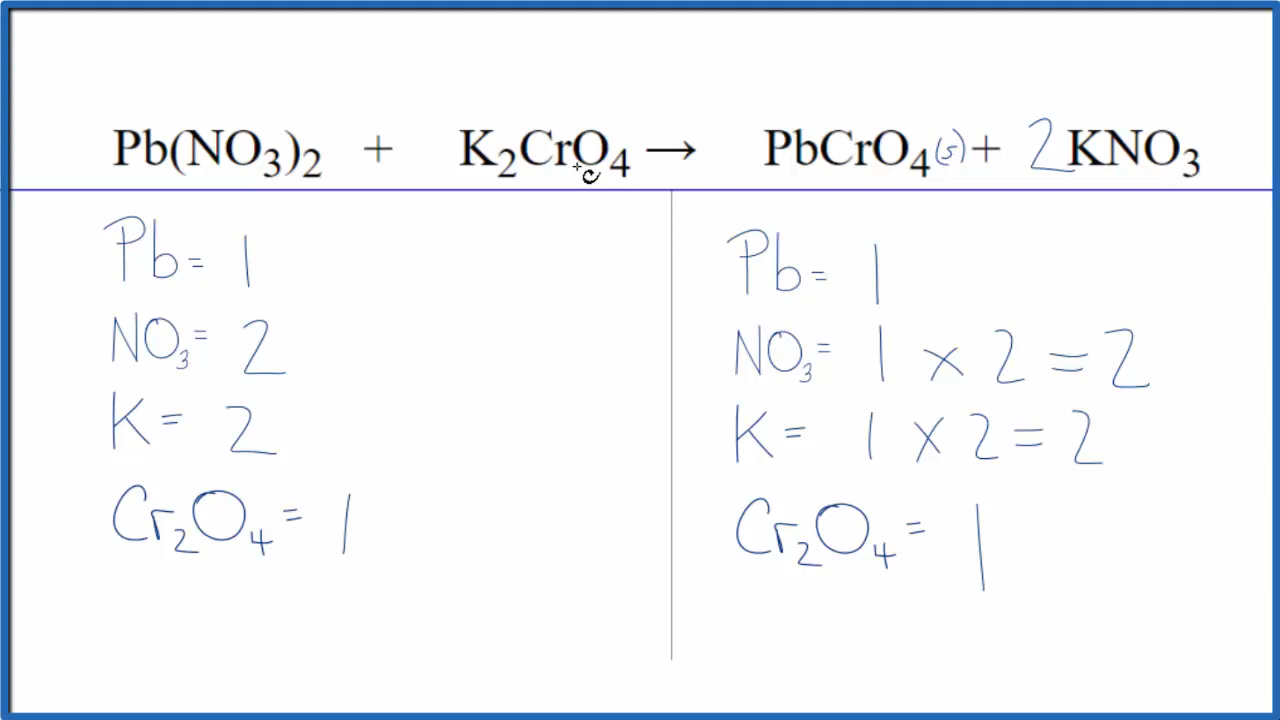 Pb(NO₃)₂ + K₂CrO₄ → PbCrO₄(s) + 2KNO₃
Pb = 1
NO₃ = 2
K = 2
Cr₂O₄ = 1
Pb = 1
NO₃ = 1 x 2 = 2
K = 1 x 2 = 2
Cr₂O₄ = 1